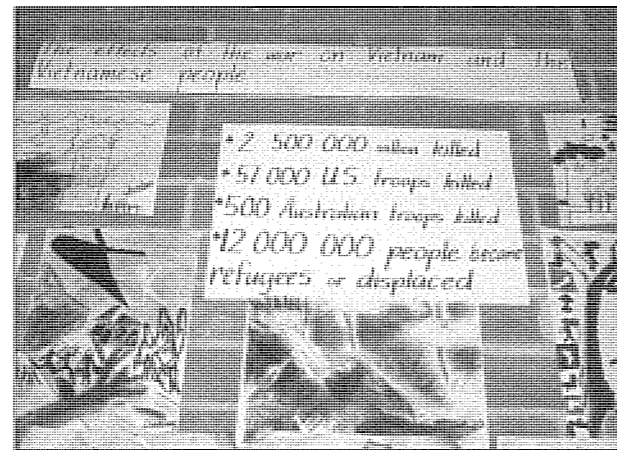 The effects of the war on Vietnam and the
Vietnamese people
*2 500 000 million killed
*57 000 U.S troops killed
*500 Australian troops killed
*12 000 000 people became
refugees or displaced